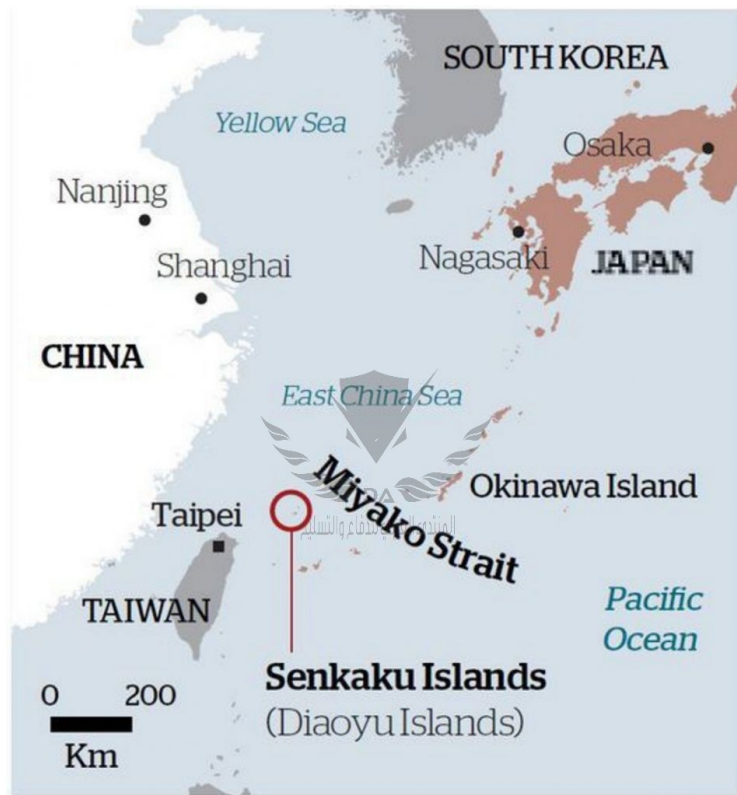 SOUTH KOREA
Yellow Sea
Osaka
Nanjing
Nagasaki
JAPAN
Shanghai
CHINA
East China Sea
Miyako Strait
Okinawa Island
Taipei
TAIWAN
Pacific
Ocean
Senkaku Islands
(Diaoyu Islands)
0 200
Km